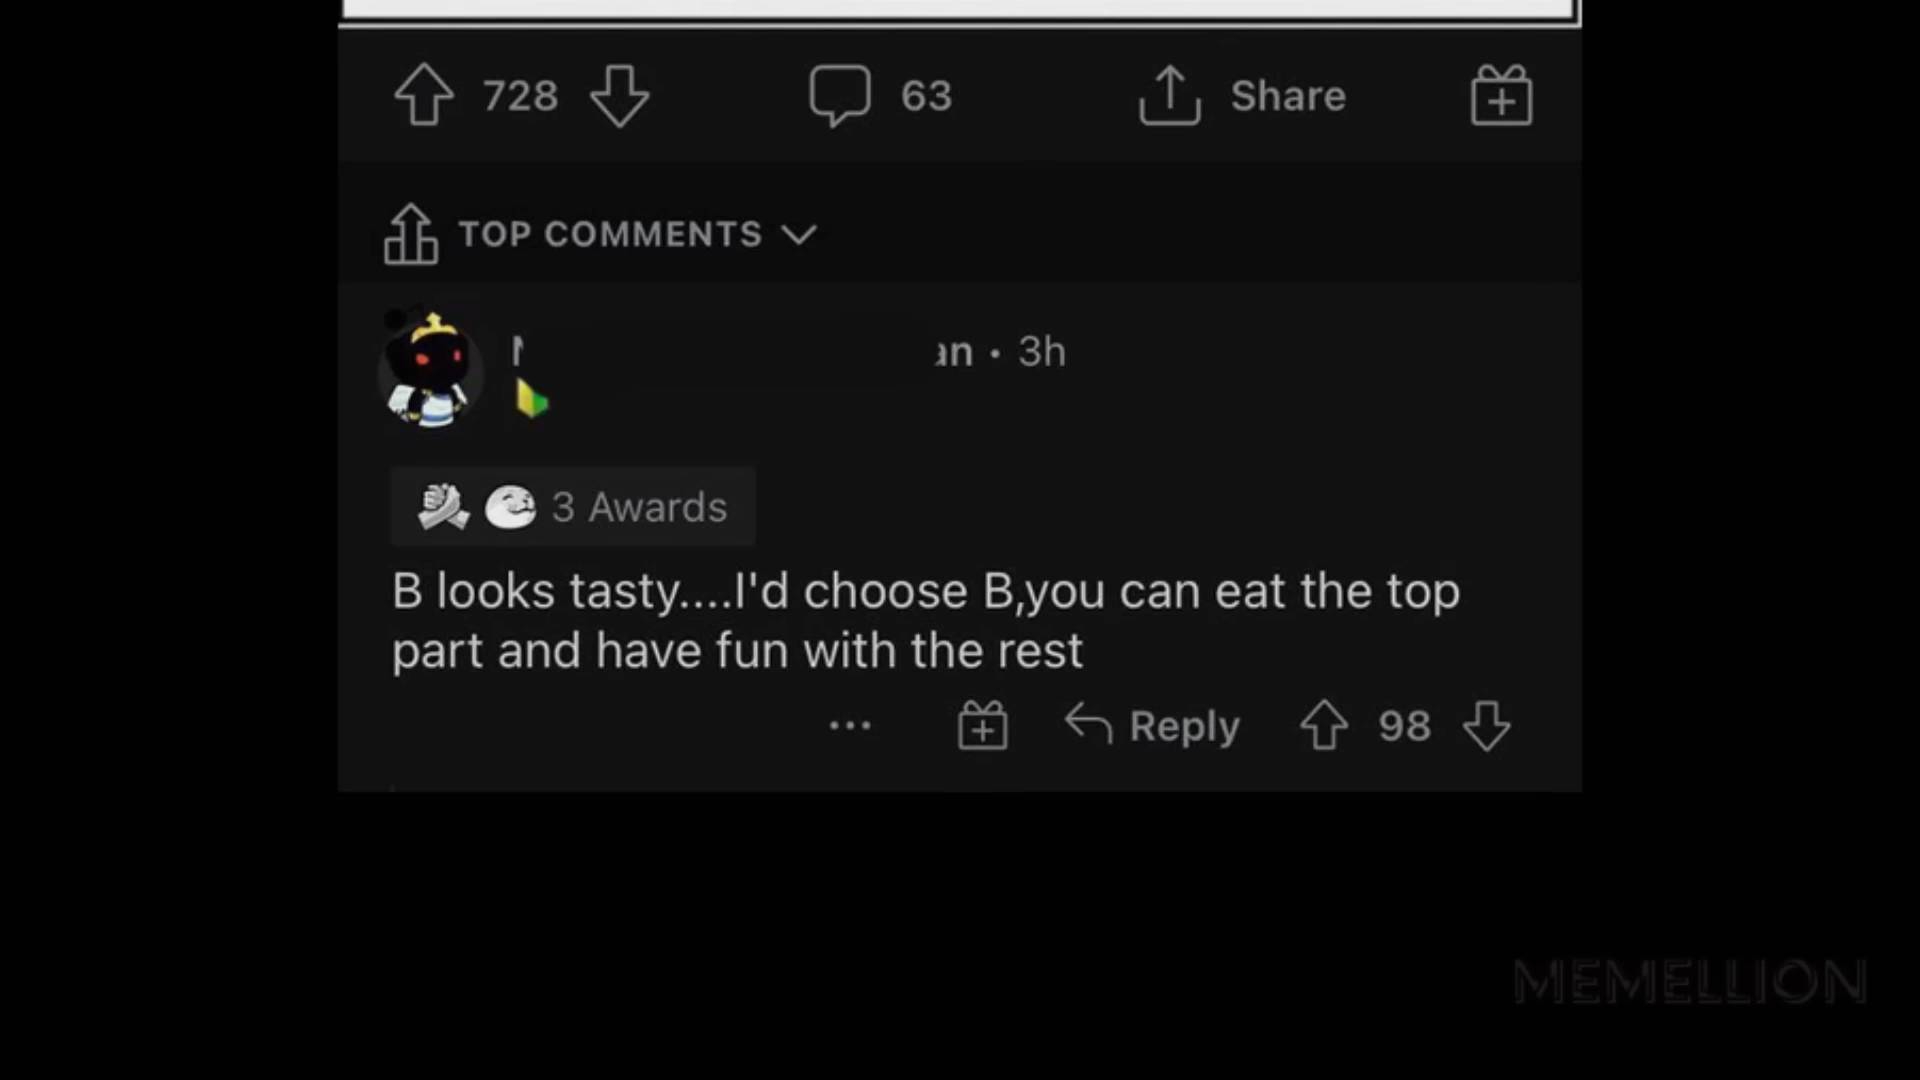 728
63
Share
TOP COMMENTS
an • 3h
3 Awards
B looks tasty....I'd choose B,you can eat the top
part and have fun with the rest
...
Reply
98
MEMELLION